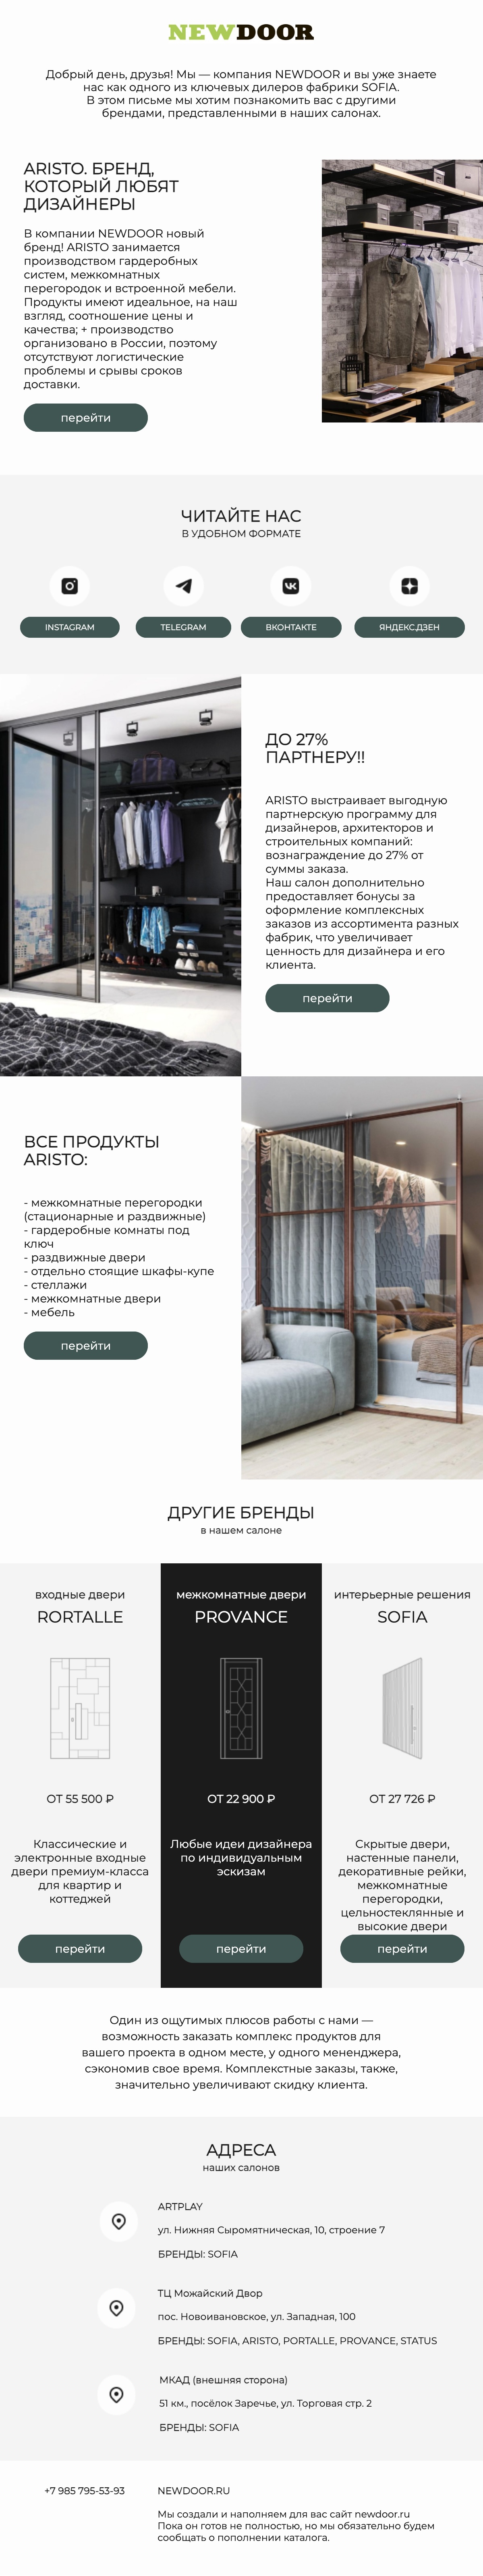 NEWDOOR
Добрый день, друзья! Мы — компания NEWDOOR и вы уже знаете
нас как одного из ключевых дилеров фабрики SOFIA.
В этом письме мы хотим познакомить вас с другими
брендами, представленными в наших салонах.
ARISTO. БРЕНД,
КОТОРЫЙ ЛЮБЯТ
ДИЗАЙНЕРЫ
В компании NEWDOOR новый
бренд! ARISTO занимается
производством гардеробных
систем, межкомнатных
перегородок и встроенной мебели.
Продукты имеют идеальное, на наш
взгляд, соотношение цены и
качества; + производство
организовано в России, поэтому
отсутствуют логистические
проблемы и срывы сроков
доставки.
перейти
ЧИТАЙТЕ НАС
В УДОБНОМ ФОРМАТЕ
INSTAGRAM
TELEGRAM
ВКОНТАКТЕ
ЯНДЕКС.ДЗЕН
ДО 27%
ПАРТНЕРУ!!
ARISTO выстраивает выгодную
партнерскую программу для
дизайнеров, архитекторов и
строительных компаний:
вознаграждение до 27% от
суммы заказа.
Наш салон дополнительно
предоставляет бонусы за
оформление комплексных
заказов из ассортимента разных
фабрик, что увеличивает
ценность для дизайнера и его
клиента.
перейти
ВСЕ ПРОДУКТЫ
ARISTO:
- межкомнатные перегородки
(стационарные и раздвижные)
- гардеробные комнаты под
ключ
- раздвижные двери
- отдельно стоящие шкафы-купе
- стеллажи
- межкомнатные двери
- мебель
перейти
ДРУГИЕ БРЕНДЫ
в нашем салоне
входные двери
RORTALLE
ОТ 55 500 ₽
Классические и
электронные входные
двери премиум-класса
для квартир и
коттеджей
перейти
межкомнатные двери
PROVANCE
ОТ 22 900 ₽
Любые идеи дизайнера
по индивидуальным
эскизам
перейти
интерьерные решения
SOFIA
ОТ 27 726 ₽
Скрытые двери,
настенные панели,
декоративные рейки,
межкомнатные
перегородки,
цельностеклянные и
высокие двери
перейти
Один из ощутимых плюсов работы с нами —
возможность заказать комплекс продуктов для
вашего проекта в одном месте, у одного мененджера,
сэкономив свое время. Комплекстные заказы, также,
значительно увеличивают скидку клиента.
АДРЕСА
наших салонов
ARTPLAY
ул. Нижняя Сыромятническая, 10, строение 7
БРЕНДЫ: SOFIA
ТЦ Можайский Двор
пос. Новоивановское, ул. Западная, 100
БРЕНДЫ: SOFIA, ARISTO, PORTALLE, PROVANCE, STATUS
МКАД (внешняя сторона)
51 км., посёлок Заречье, ул. Торговая стр. 2
БРЕНДЫ: SOFIA
+7 985 795-53-93
NEWDOOR.RU
Мы создали и наполняем для вас сайт newdoor.ru
Пока он готов не полностью, но мы обязательно будем
сообщать о пополнении каталога.